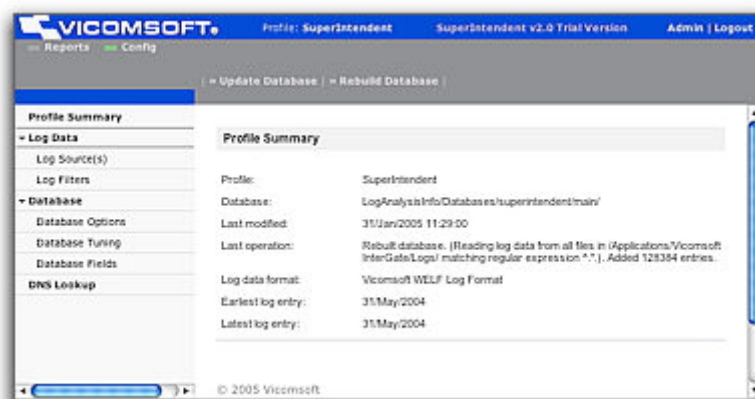 VICOMSOFT.
Profile: SuperIntendent
SuperIntendent v2.0 Trial Version
Admin | Logout
Reports
Config
| » Update Database | » Rebuild Database |
Profile Summary
Log Data
Log Source(s)
Log Filters
Database
Database Options
Database Tuning
Database Fields
DNS Lookup
Profile Summary
Profile: SuperIntendent
Database: LogAnalysisInfo/Databases/superintendent/main/
Last modified: 31/Jan/2005 11:29:00
Last operation: Rebuilt database. (Reading log data from all files in /Applications/Vicomsoft
InterGate/Logs/ matching regular expression ^.*.). Added 128384 entries.
Log data format: Vicomsoft WELF Log Format
Earliest log entry: 31/May/2004
Latest log entry: 31/May/2004
© 2005 Vicomsoft